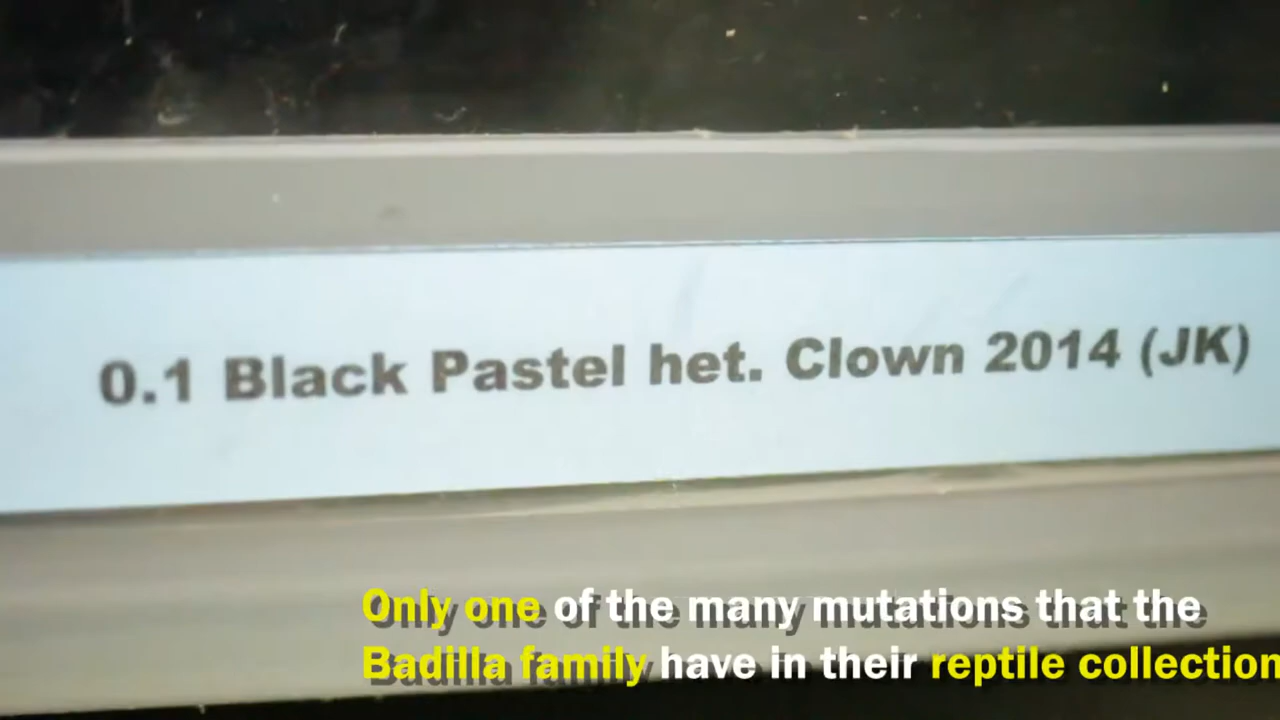 0.1 Black Pastel het. Clown 2014 (JK)
Only one of the many mutations that the
Badilla family have in their reptile collection